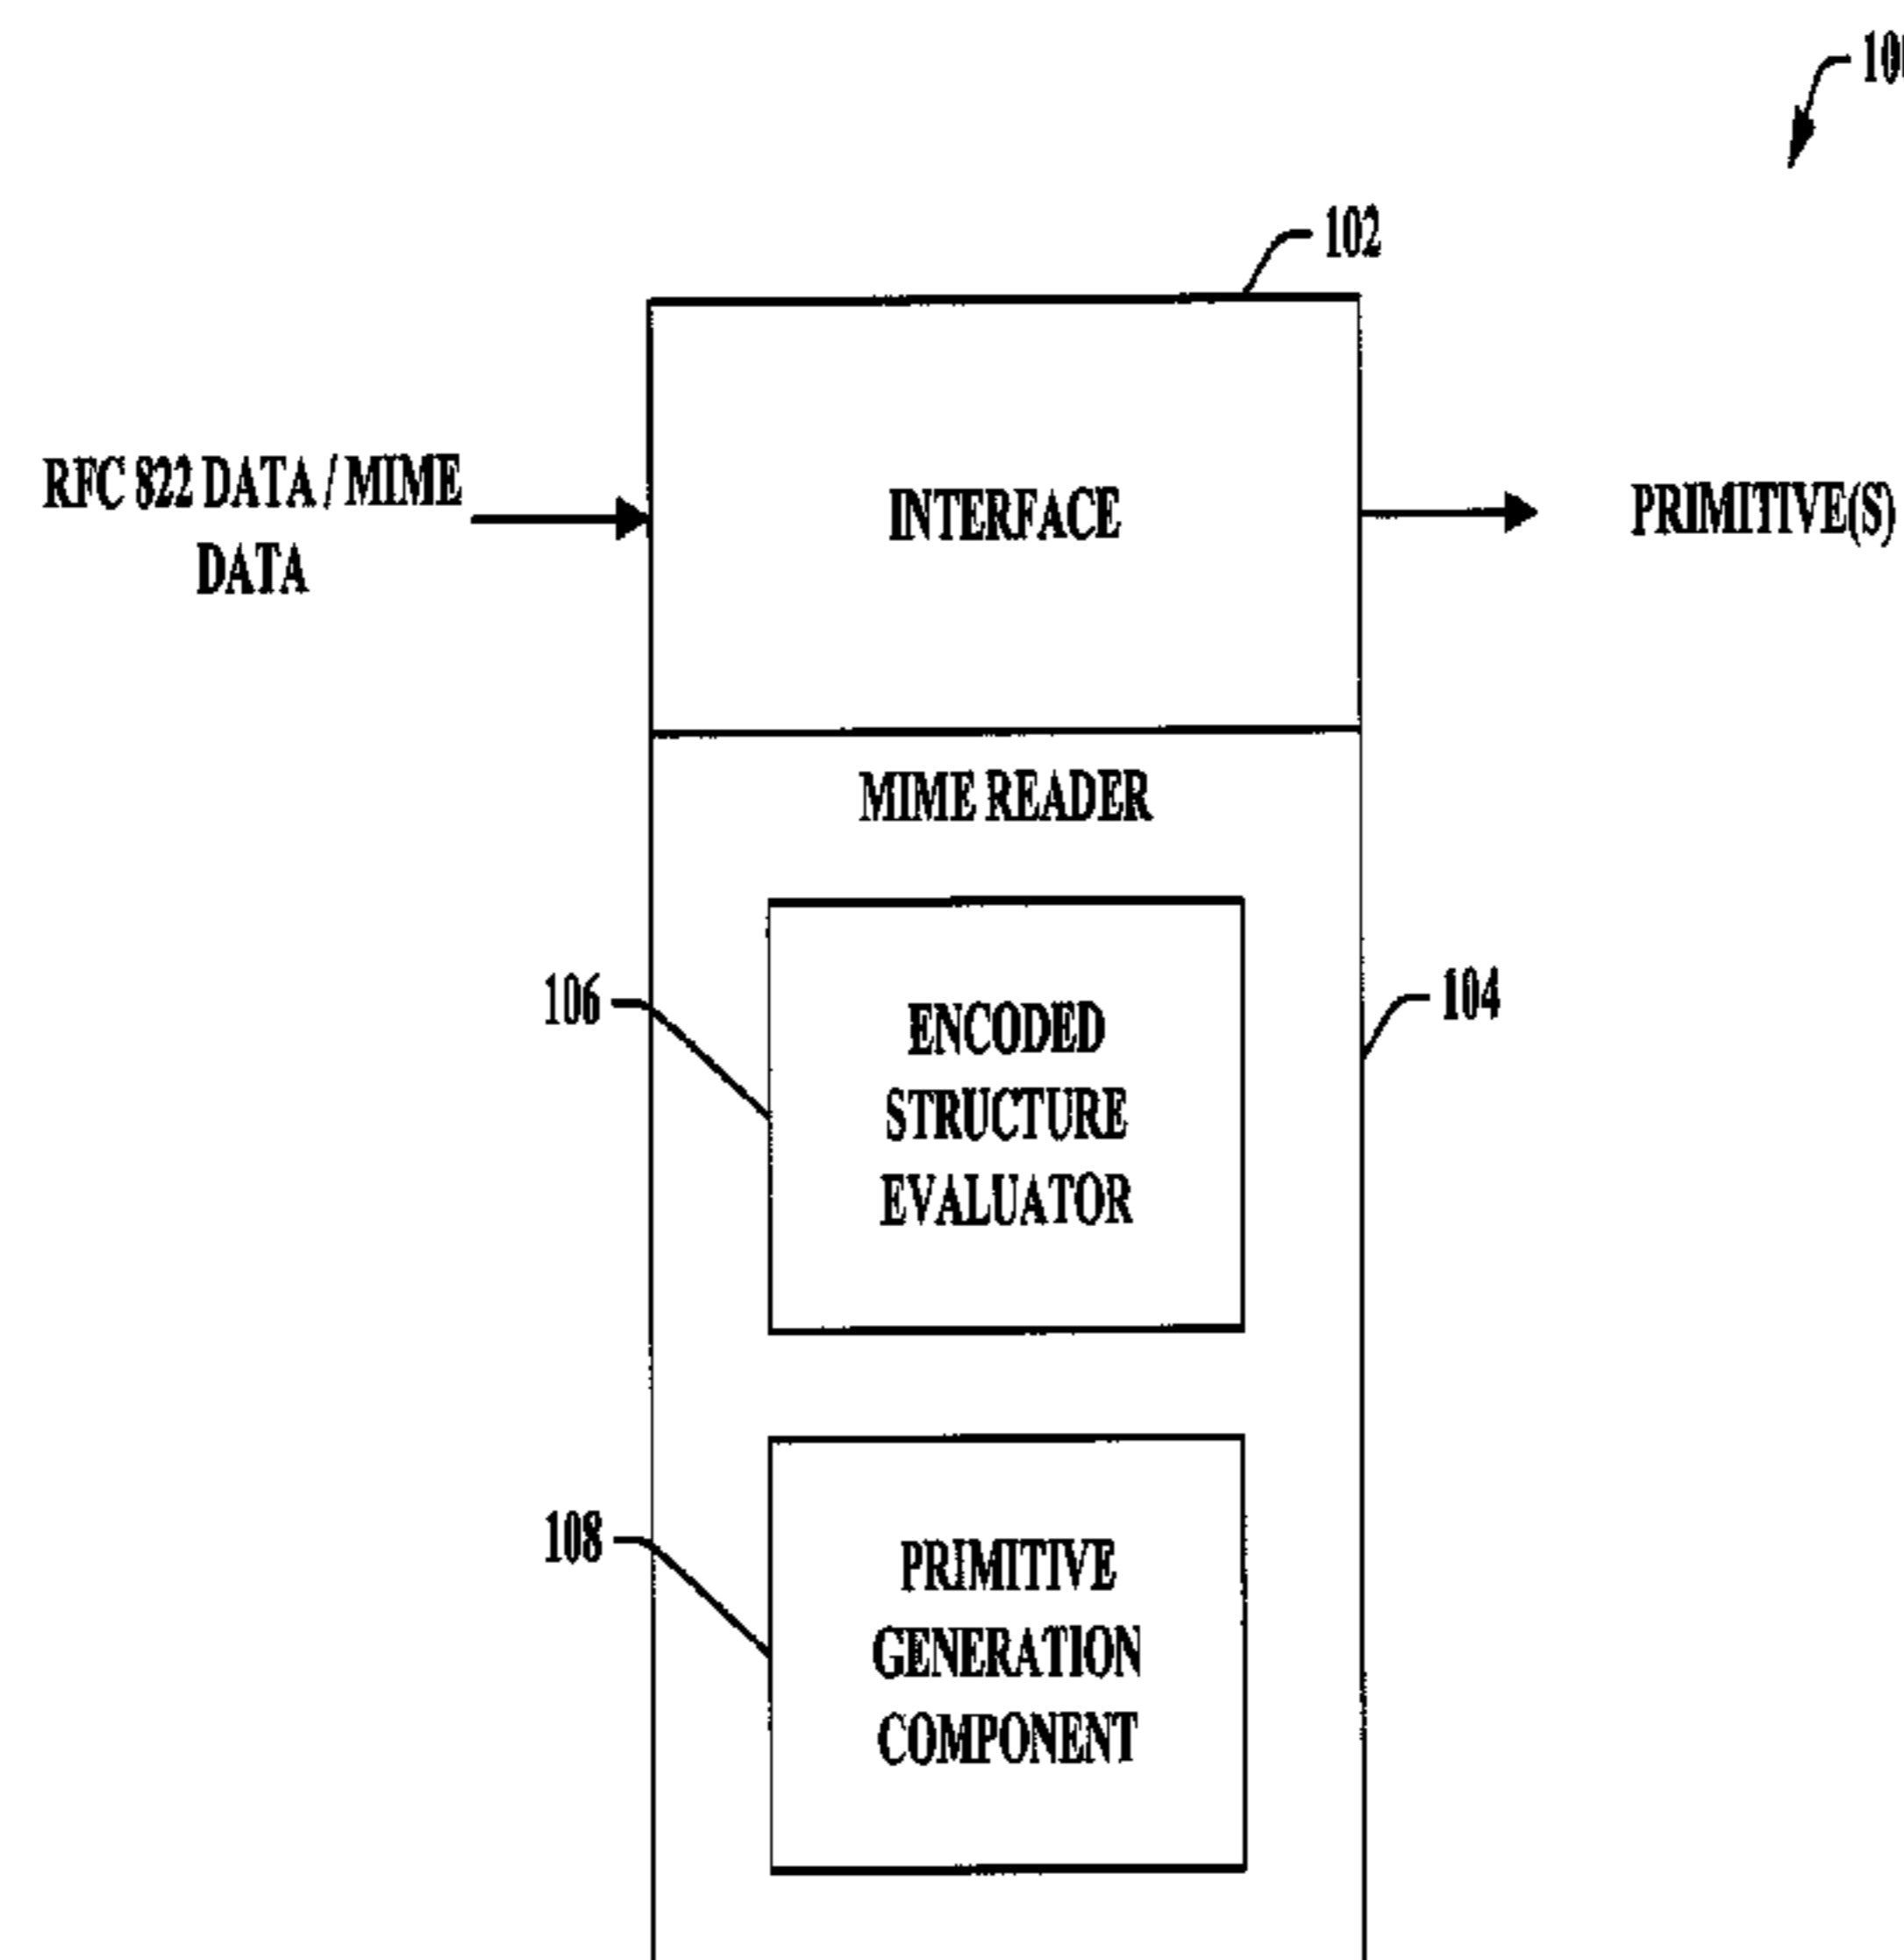 102
RFC 822 DATA / MIME
DATA
INTERFACE
PRIMITIVE(S)
MIME READER
106
ENCODED
STRUCTURE
EVALUATOR
104
108
PRIMITIVE
GENERATION
COMPONENT